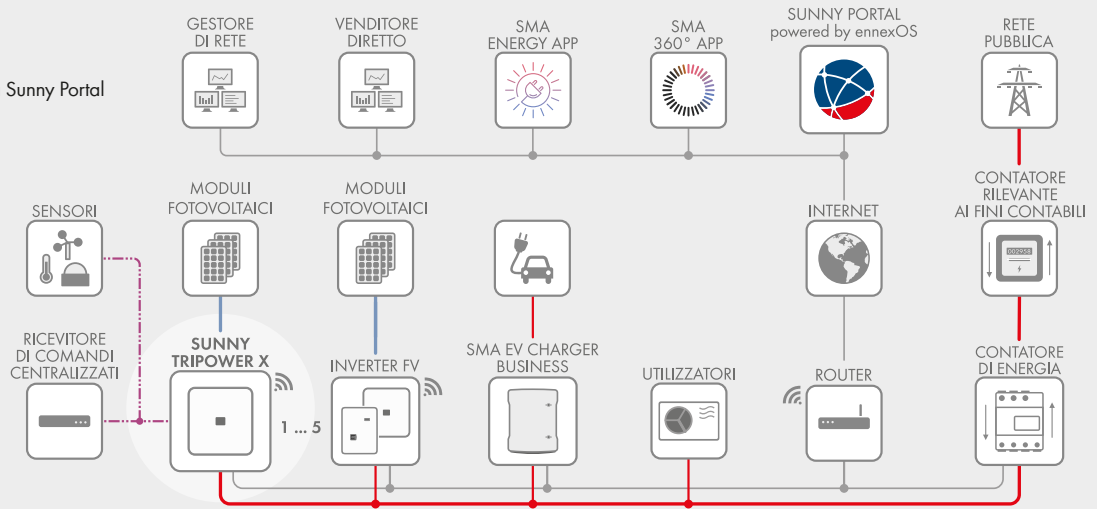 GESTORE
DI RETE
VENDITORE
DIRETTO
SMA
ENERGY APP
SMA
360° APP
SUNNY PORTAL
powered by ennexOS
RETE
PUBBLICA
Sunny Portal
SENSORI
MODULI
FOTOVOLTAICI
MODULI
FOTOVOLTAICI
INTERNET
CONTATORE
RILEVANTE
AI FINI CONTABILI
RICEVITORE
DI COMANDI
CENTRALIZZATI
SUNNY
TRIPOWER X
1 ... 5
INVERTER FV
SMA EV CHARGER
BUSINESS
UTILIZZATORI
ROUTER
CONTATORE
DI ENERGIA